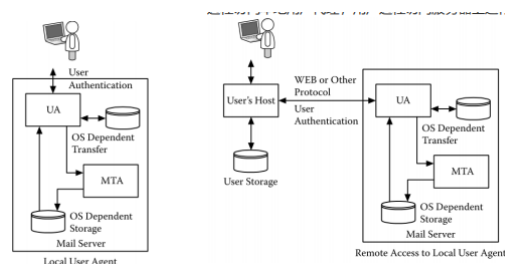 User
Authentication
UA
OS Dependent
Transfer
MTA
OS Dependent
Storage
Mail Server
Local User Agent
User's Host
User Storage
WEB or Other
Protocol
User
Authentication
UA
OS Dependent
Transfer
MTA
OS Dependent
Storage
Mail Server
Remote Access to Local User Agent